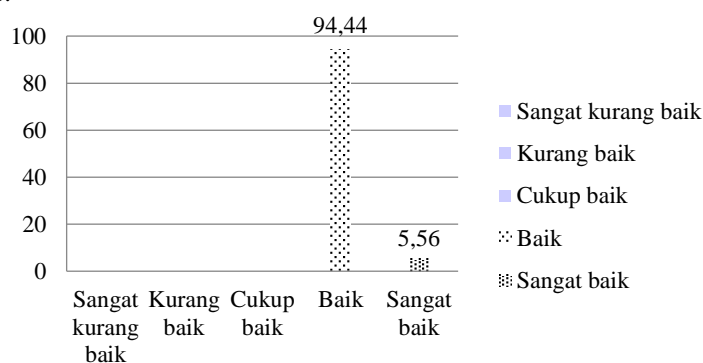 94,44
100
80
60
40
20
0
5,56
Sangat kurang baik
Kurang baik
Cukup baik
Baik
Sangat baik
Sangat Kurang Cukup Baik Sangat
kurang baik baik baik
baik